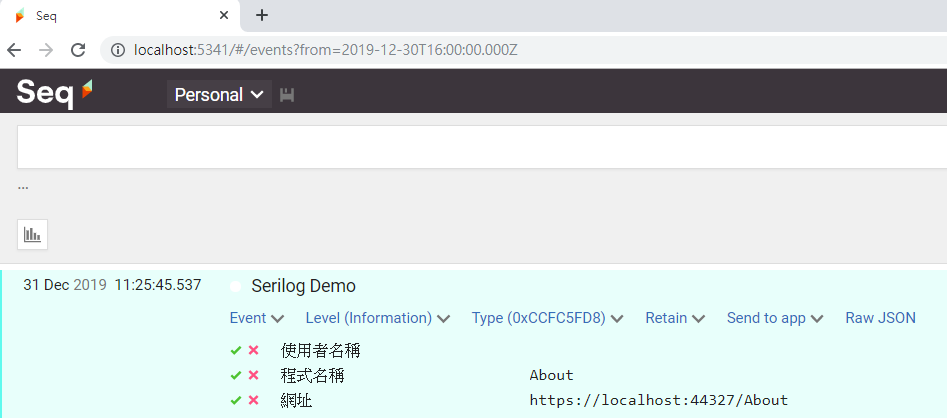 Seq
localhost:5341/#/events?from=2019-12-30T16:00:00.000Z
Seq Personal
...
31 Dec 2019 11:25:45.537 Serilog Demo
Event Level (Information) Type (0xCCFC5FD8) Retain Send to app Raw JSON
使用者名稱
程式名稱 About
網址 https://localhost:44327/About